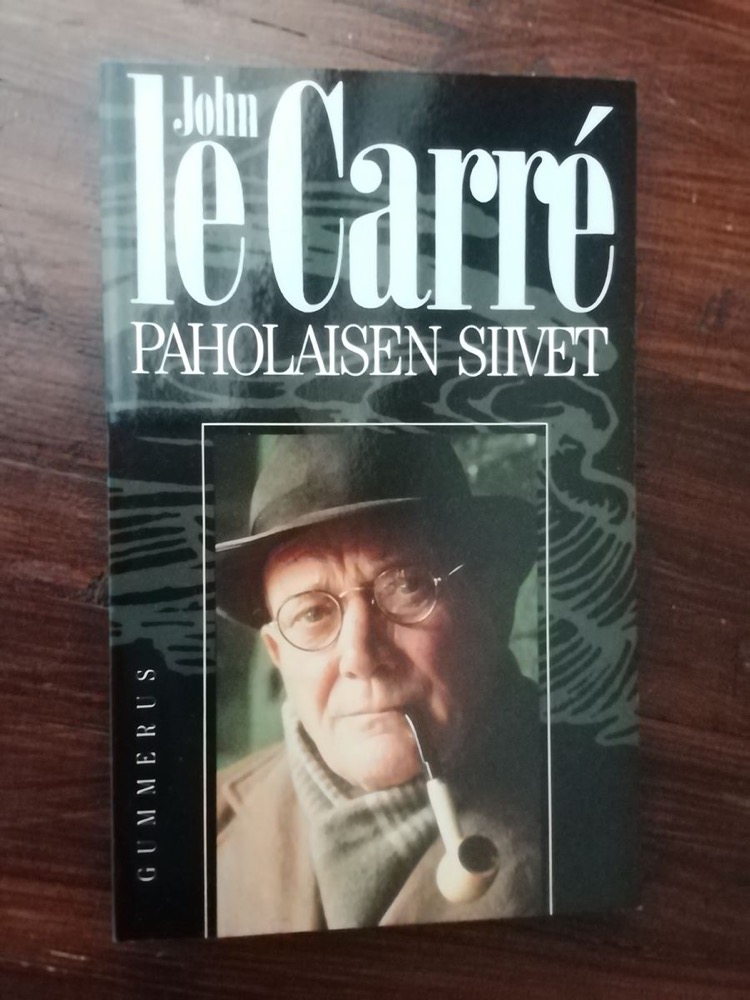 John
le Carré
PAHOLAISEN SIIVET
GUMMERUS